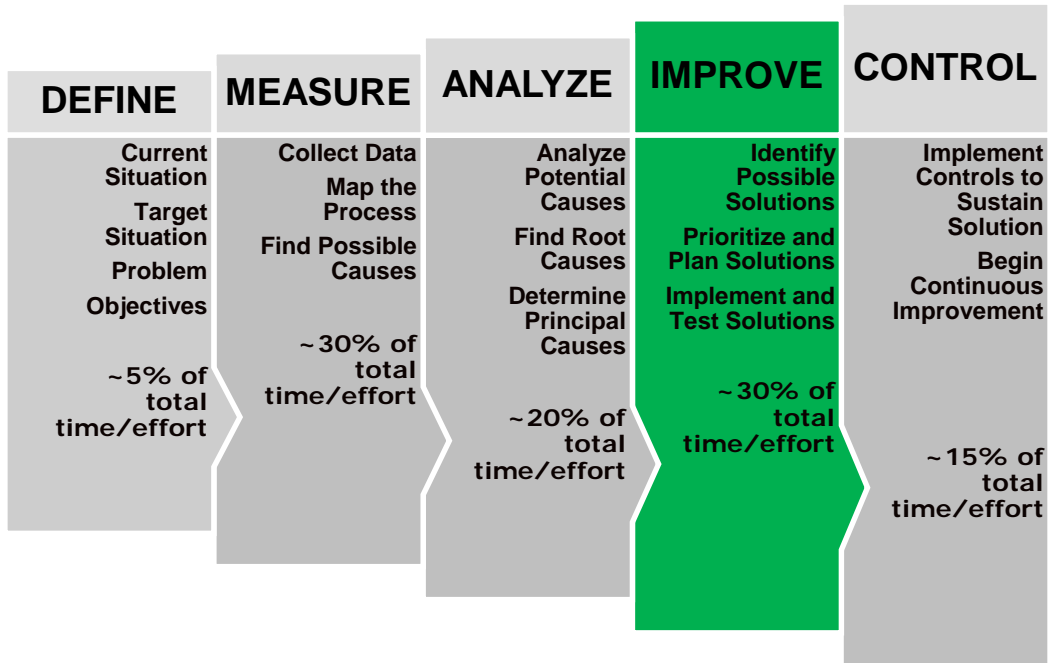 DEFINE
Current
Situation
Target
Situation
Problem
Objectives
~5% of
total
time/effort
MEASURE
Collect Data
Map the
Process
Find Possible
Causes
~30% of
total
time/effort
ANALYZE
Analyze
Potential
Causes
Find Root
Causes
Determine
Principal
Causes
~20% of
total
time/effort
IMPROVE
Identify
Possible
Solutions
Prioritize and
Plan Solutions
Implement and
Test Solutions
~30% of
total
time/effort
CONTROL
Implement
Controls to
Sustain
Solution
Begin
Continuous
Improvement
~15% of
total
time/effort